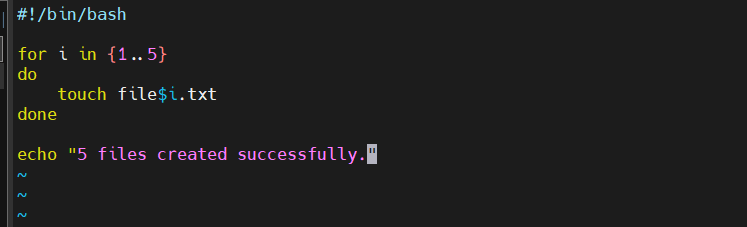 #!/bin/bash

for i in {1..5}
do
    touch file$i.txt
done

echo "5 files created successfully."
~
~
~